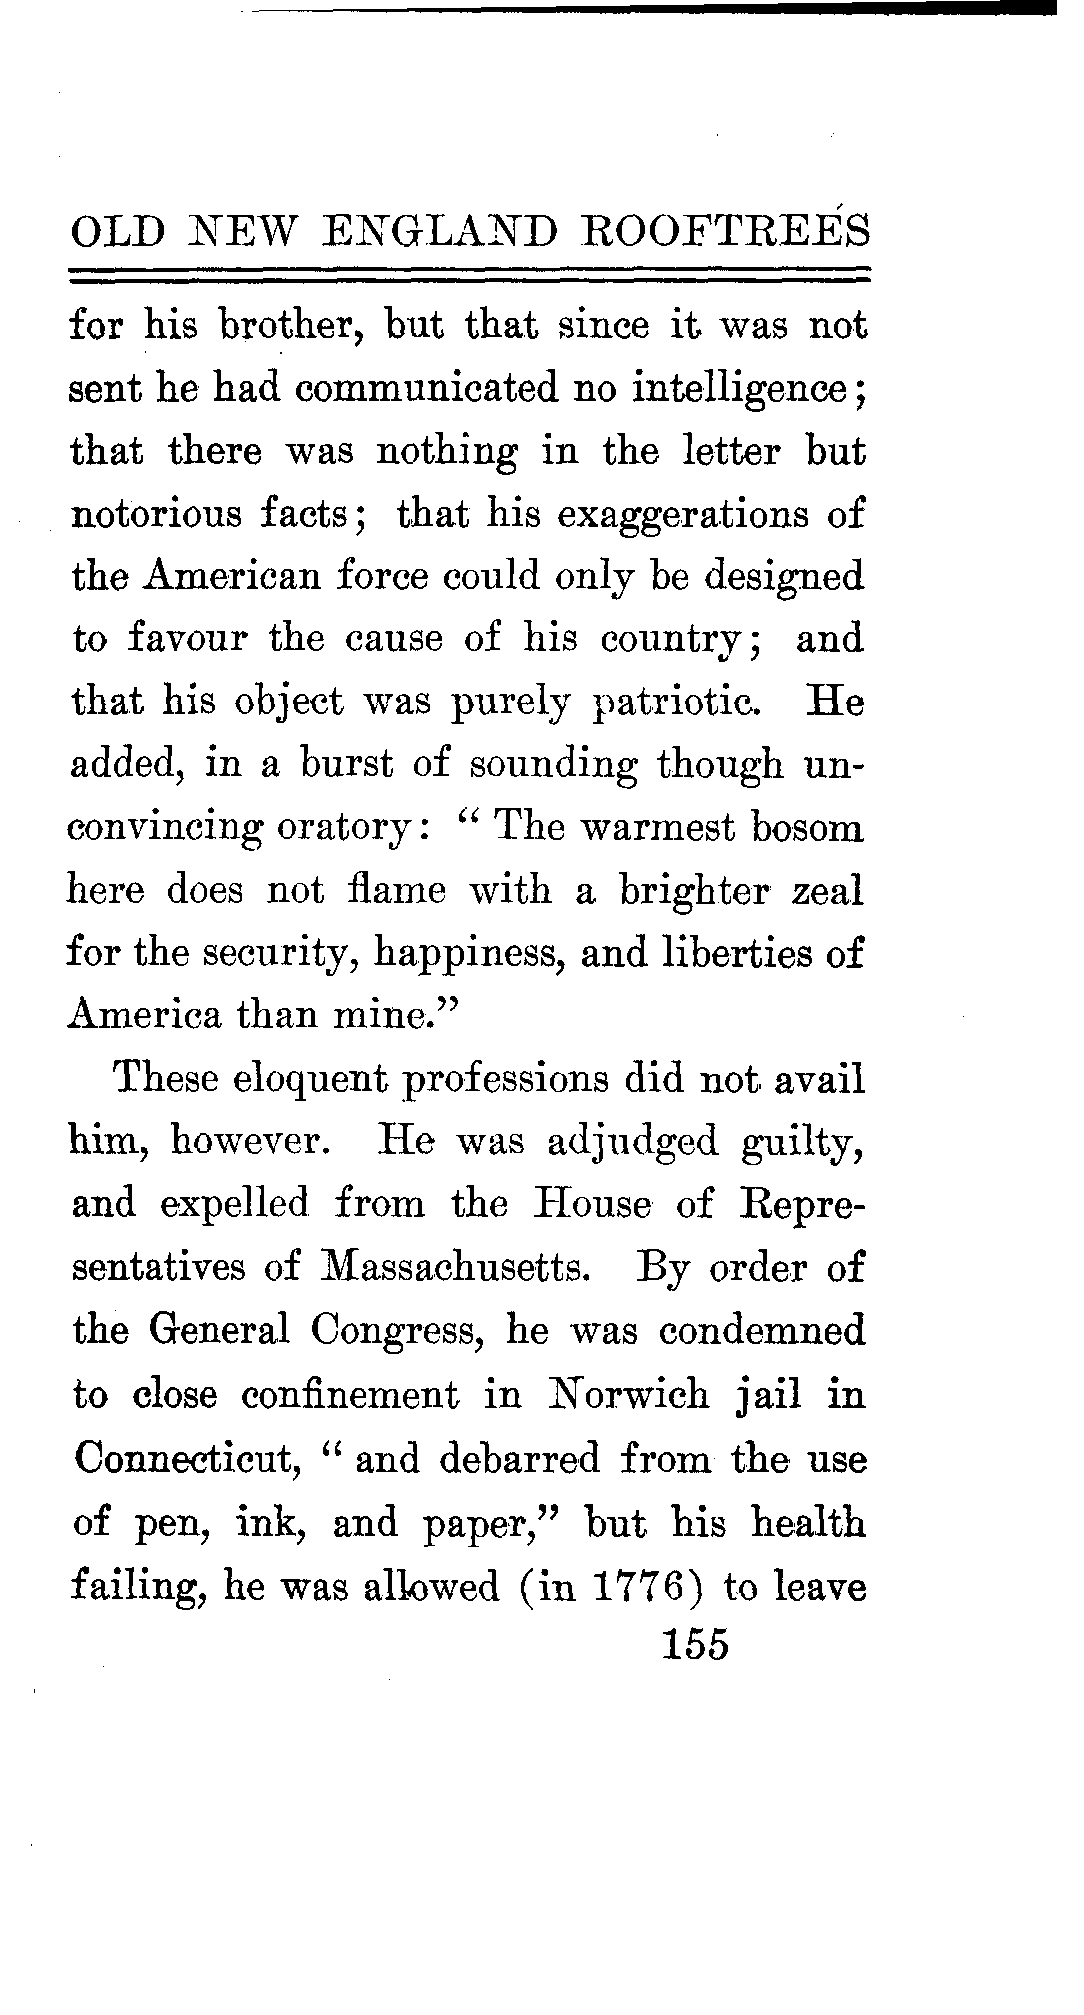 OLD NEW ENGLAND ROOFTREES
for his brother, but that since it was not
sent he had communicated no intelligence;
that there was nothing in the letter but
notorious facts; that his exaggerations of
the American force could only be designed
to favour the cause of his country; and
that his object was purely patriotic. He
added, in a burst of sounding though un-
convincing oratory: “ The warmest bosom
here does not flame with a brighter zeal
for the security, happiness, and liberties of
America than mine.”
These eloquent professions did not avail
him, however. He was adjudged guilty,
and expelled from the House of Repre-
sentatives of Massachusetts. By order of
the General Congress, he was condemned
to close confinement in Norwich jail in
Connecticut, “ and debarred from the use
of pen, ink, and paper,” but his health
failing, he was allowed (in 1776) to leave
155